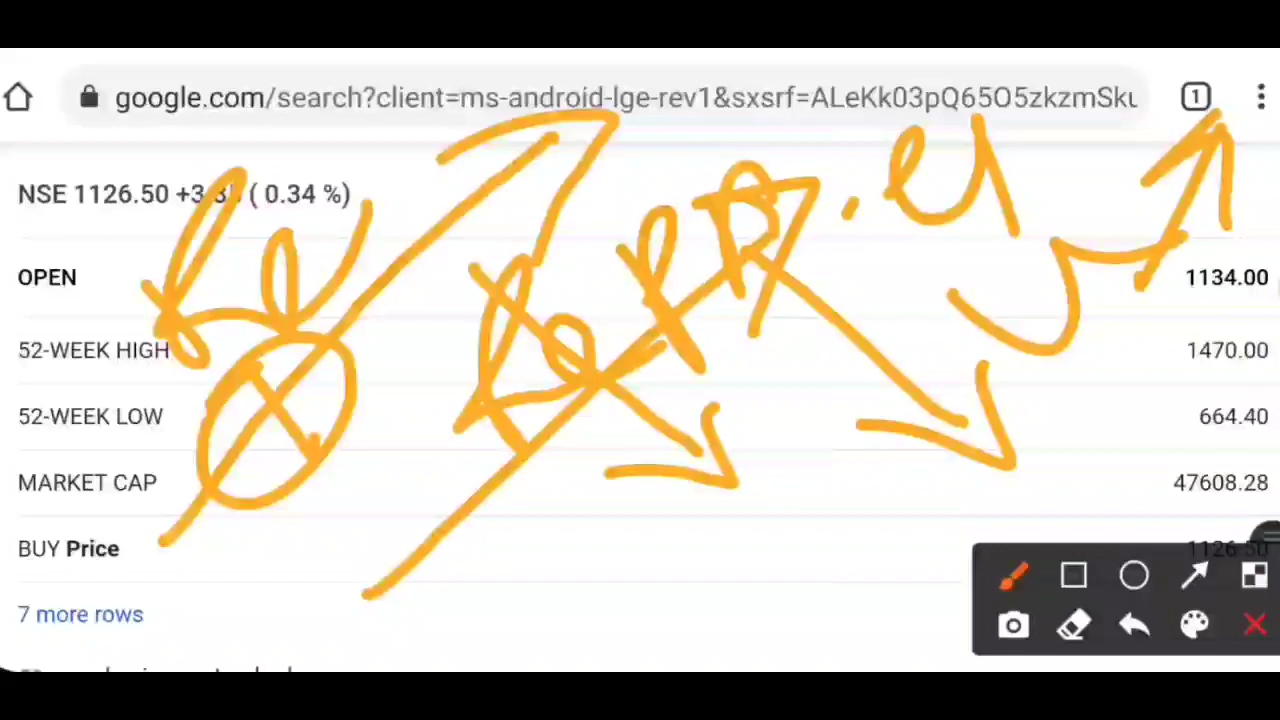 google.com/search?client=ms-android-lge-rev1&sxsrf=ALeKk03pQ65O5zkzmSku
1
NSE 1126.50 ( 0.34 %)
OPEN 1134.00
52-WEEK HIGH 1470.00
52-WEEK LOW 664.40
MARKET CAP 47608.28
BUY Price 1126.50
7 more rows